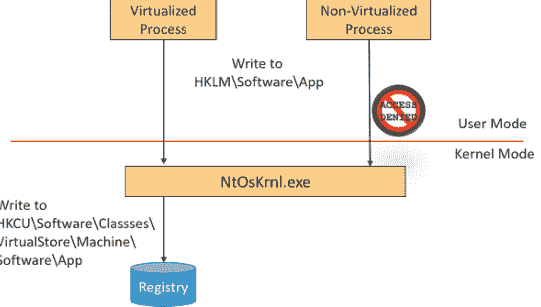 Virtualized
Process
Non-Virtualized
Process
Write to
HKLM\Software\App
ACCESS
DENIED
User Mode
Kernel Mode
NtOsKrnl.exe
Write to
HKCU\Software\Classses\
VirtualStore\Machine\
Software\App
Registry